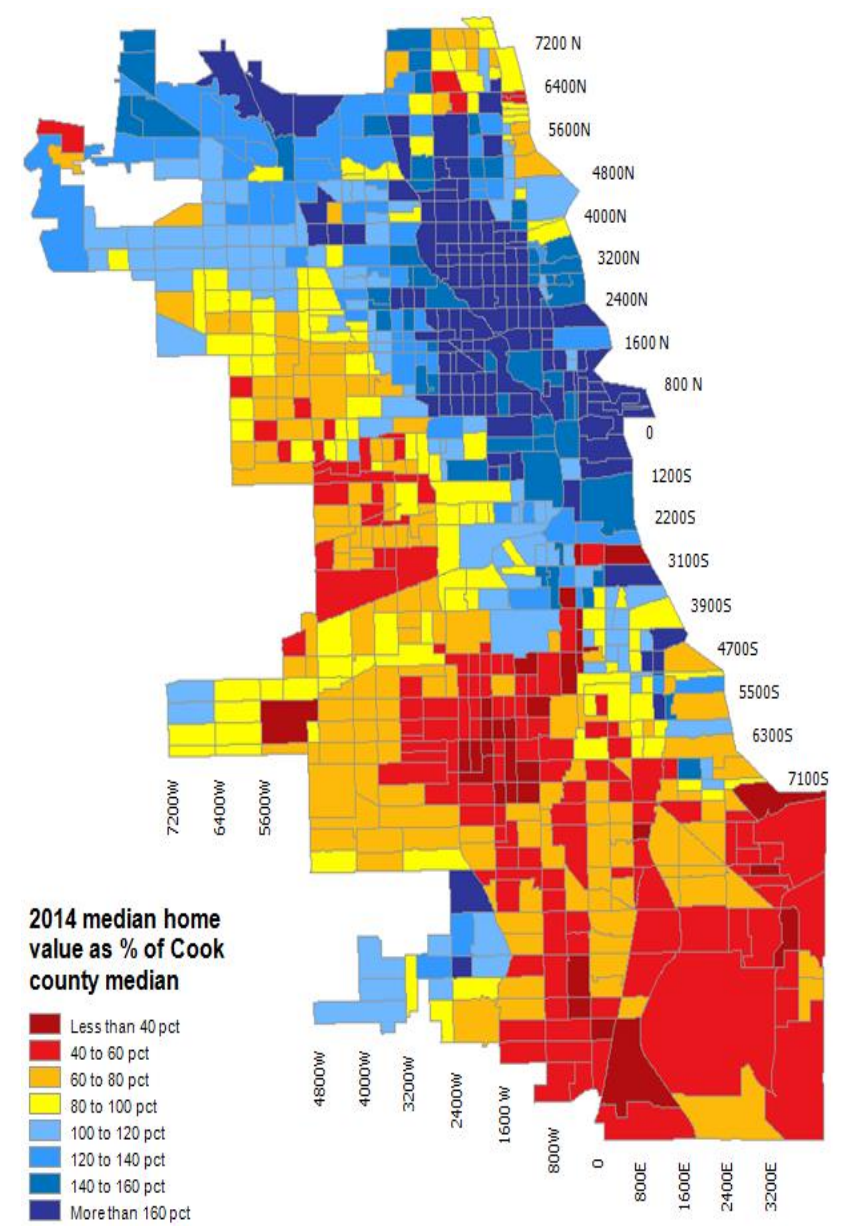 7200 N
6400N
5600N
4800N
4000N
3200N
2400N
1600 N
800 N
0
1200S
2200S
3100S
3900S
4700S
5500S
6300S
7100S
7200W
6400W
5600W
2014 median home
value as % of Cook
county median
Less than 40 pct
40 to 60 pct
60 to 80 pct
80 to 100 pct
100 to 120 pct
120 to 140 pct
140 to 160 pct
More than 160 pct
4800W
4000W
3200W
2400W
1600 W
800W
0
800E
1600E
2400E
3200E